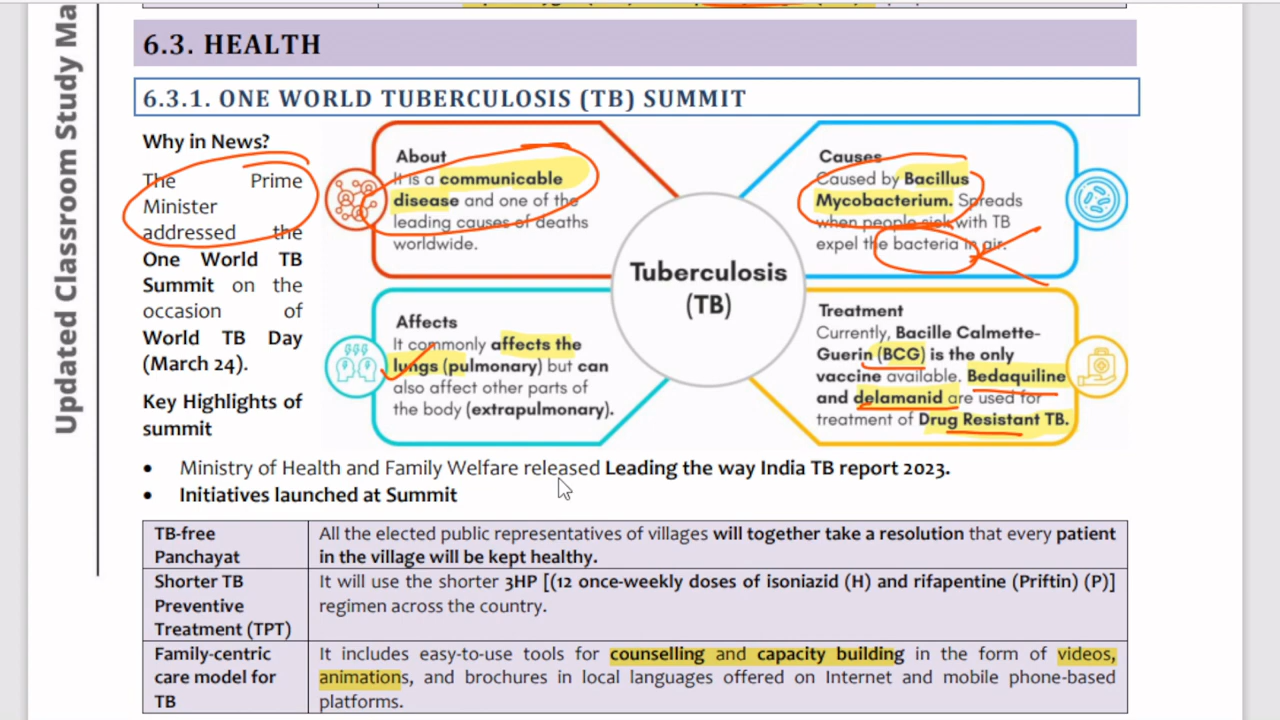 Updated Classroom Study Ma
6.3. HEALTH
6.3.1. ONE WORLD TUBERCULOSIS (TB) SUMMIT
Why in News?
The Prime
Minister
addressed the
One World TB
Summit on the
occasion of
World TB Day
(March 24).
Key Highlights of
summit
About
It is a communicable
disease and one of the
leading causes of deaths
worldwide.
Causes
Caused by Bacillus
Mycobacterium. Spreads
when people sick with TB
expel the bacteria in air.
Tuberculosis
(TB)
Affects
It commonly affects the
lungs (pulmonary) but can
also affect other parts of
the body (extrapulmonary).
Treatment
Currently, Bacille Calmette-
Guerin (BCG) is the only
vaccine available. Bedaquiline
and delamanid are used for
treatment of Drug Resistant TB.
• Ministry of Health and Family Welfare released Leading the way India TB report 2023.
• Initiatives launched at Summit
TB-free
Panchayat
All the elected public representatives of villages will together take a resolution that every patient
in the village will be kept healthy.
Shorter TB
Preventive
Treatment (TPT)
It will use the shorter 3HP [(12 once-weekly doses of isoniazid (H) and rifapentine (Priftin) (P)]
regimen across the country.
Family-centric
care model for
TB
It includes easy-to-use tools for counselling and capacity building in the form of videos,
animations, and brochures in local languages offered on Internet and mobile phone-based
platforms.